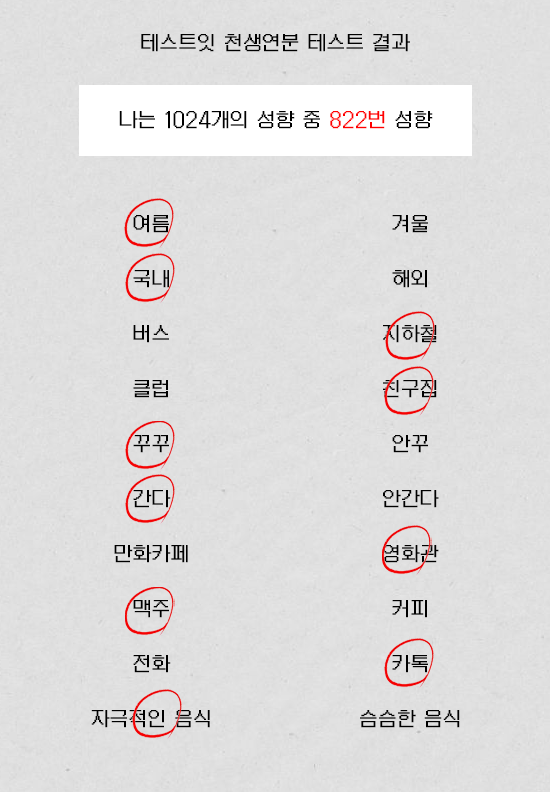 테스트잇 천생연분 테스트 결과
나는 1024개의 성향 중 822번 성향
여름 겨울
국내 해외
버스 지하철
클럽 친구집
꾸꾸 안꾸
간다 안간다
만화카페 영화관
맥주 커피
전화 카톡
자극적인 음식 슴슴한 음식